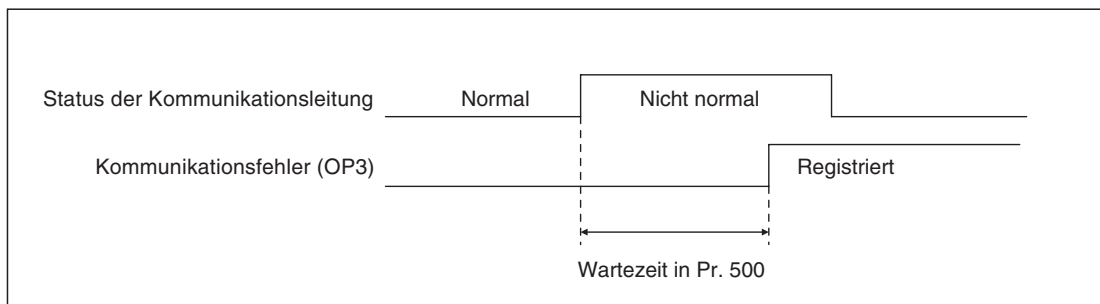 Status der Kommunikationsleitung Normal Nicht normal
Kommunikationsfehler (OP3) Registriert
Wartezeit in Pr. 500